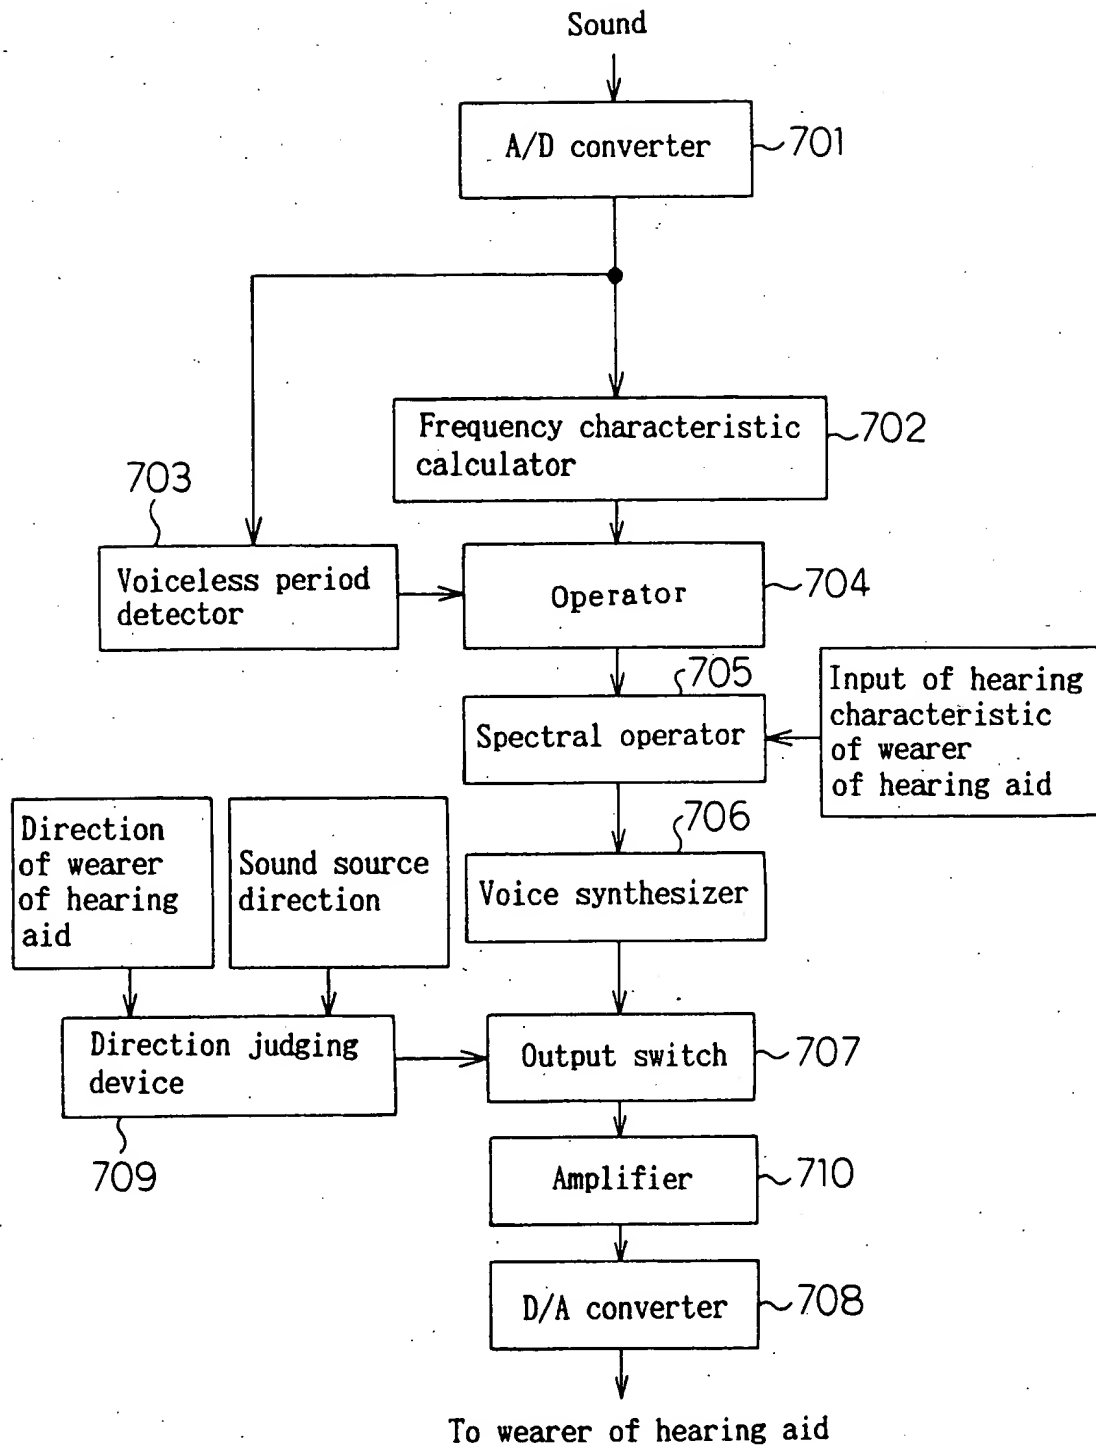 Sound
A/D converter
701
Frequency characteristic
calculator
702
703
Voiceless period
detector
Operator
704
705
Spectral operator
Input of hearing
characteristic
of wearer
of hearing aid
Direction
of wearer
of hearing
aid
Sound source
direction
706
Voice synthesizer
Direction judging
device
709
Output switch
707
Amplifier
710
D/A converter
708
To wearer of hearing aid